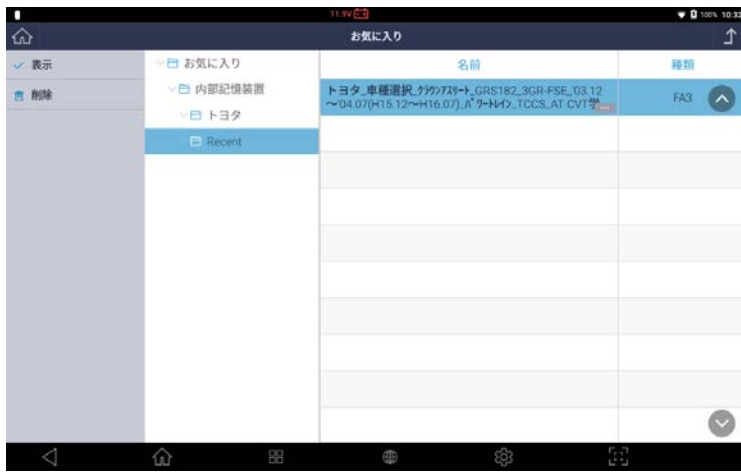 11.9V
100% 10:32
お気に入り
表示
削除
お気に入り
内部記憶装置
トヨタ
Recent
名前
種類
トヨタ_車種選択_クラウンアスリート_GRS182_3GR-FSE_'03.12
〜'04.07(H15.12〜H16.07)_パワートレイン_TCCS_AT CVT学
...
FA3